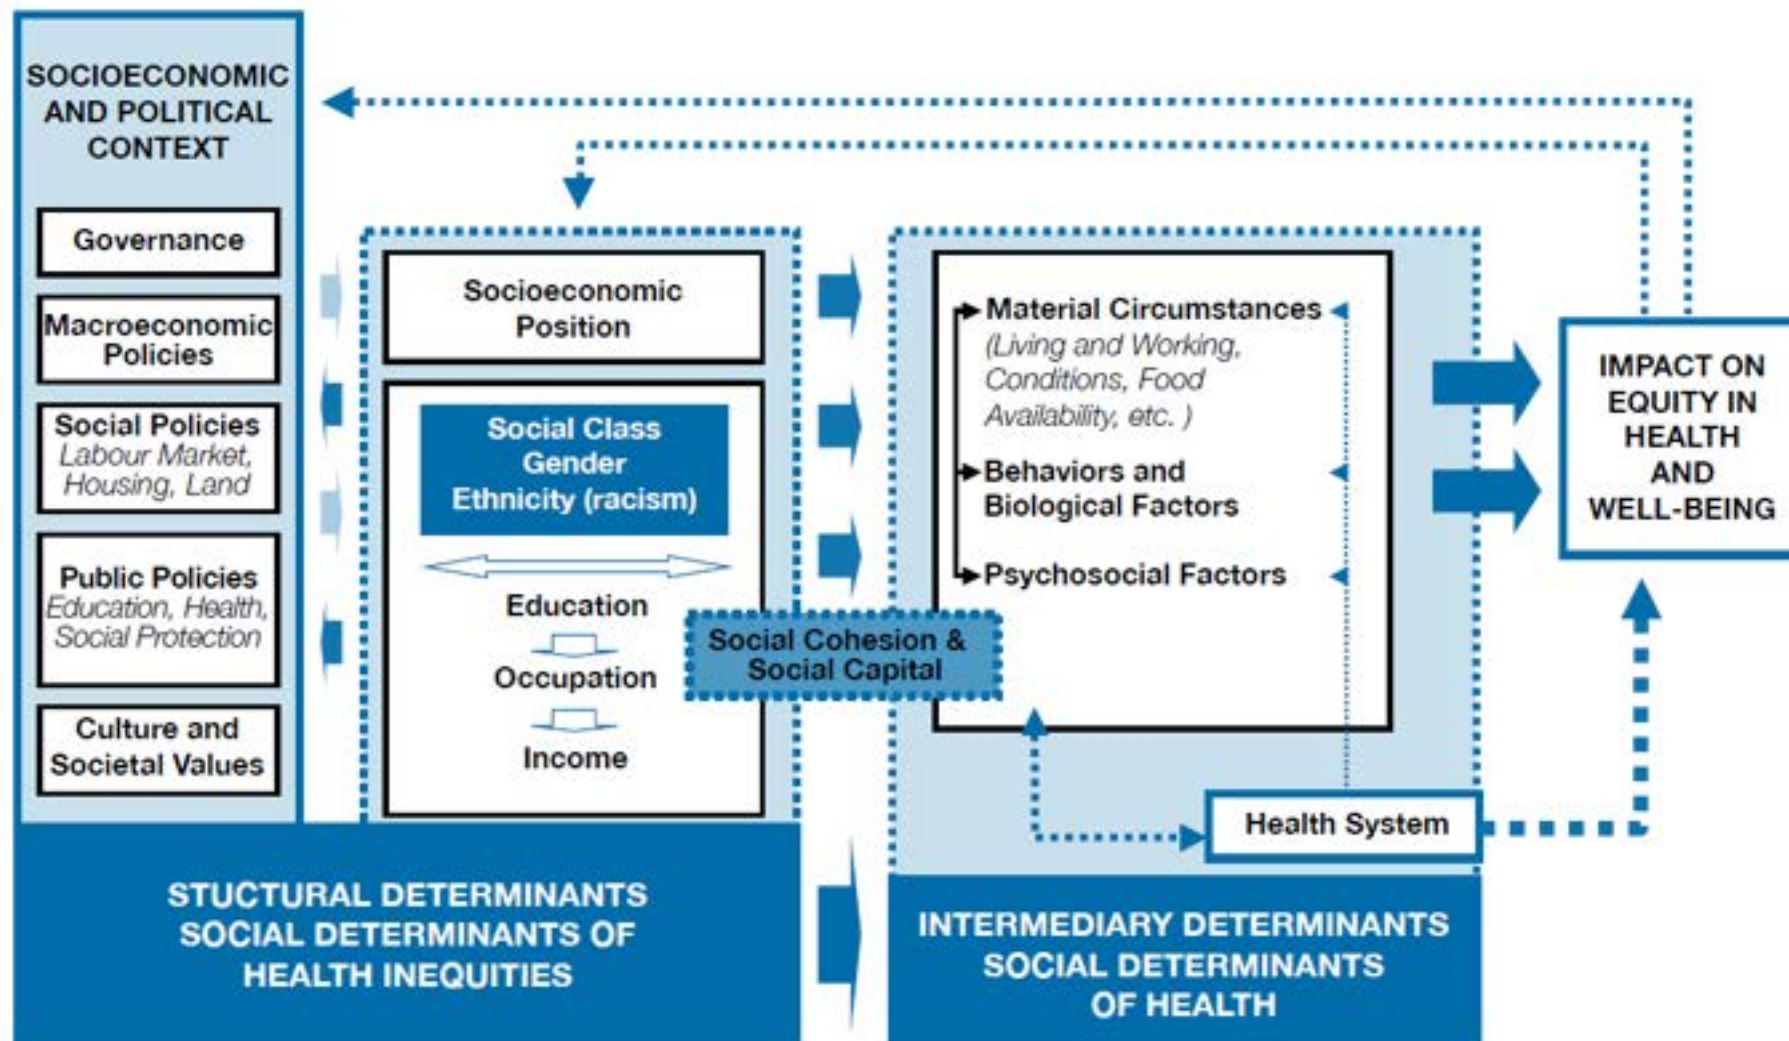 SOCIOECONOMIC
AND POLITICAL
CONTEXT
Governance
Macroeconomic
Policies
Social Policies
Labour Market,
Housing, Land
Public Policies
Education, Health,
Social Protection
Culture and
Societal Values
Socioeconomic
Position
Social Class
Gender
Ethnicity (racism)
Education
Occupation
Income
Social Cohesion &
Social Capital
Material Circumstances
(Living and Working,
Conditions, Food
Availability, etc. )
Behaviors and
Biological Factors
Psychosocial Factors
Health System
IMPACT ON
EQUITY IN
HEALTH
AND
WELL-BEING
STUCTURAL DETERMINANTS
SOCIAL DETERMINANTS OF
HEALTH INEQUITIES
INTERMEDIARY DETERMINANTS
SOCIAL DETERMINANTS
OF HEALTH